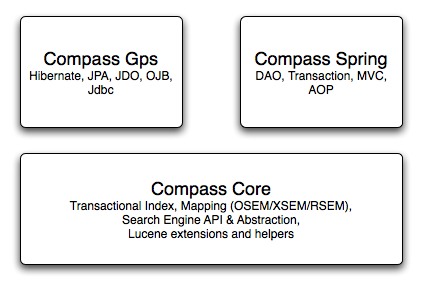 Compass Gps
Hibernate, JPA, JDO, OJB,
Jdbc
Compass Spring
DAO, Transaction, MVC,
AOP
Compass Core
Transactional Index, Mapping (OSEM/XSEM/RSEM),
Search Engine API & Abstraction,
Lucene extensions and helpers